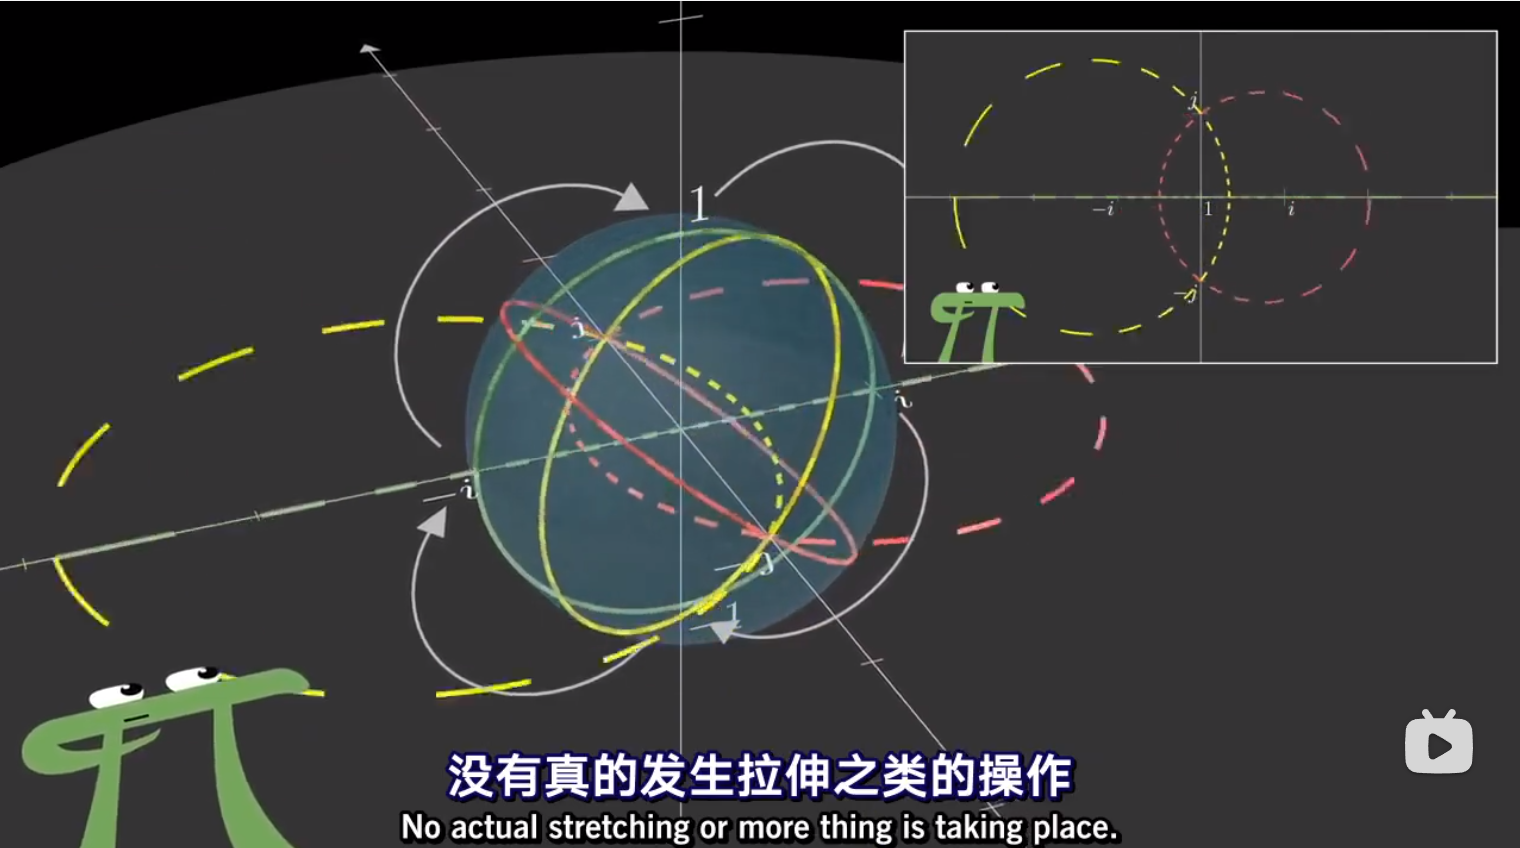 1
j
i
-i
-j
-1
j
-i
1
i
-j
没有真的发生拉伸之类的操作
No actual stretching or more thing is taking place.